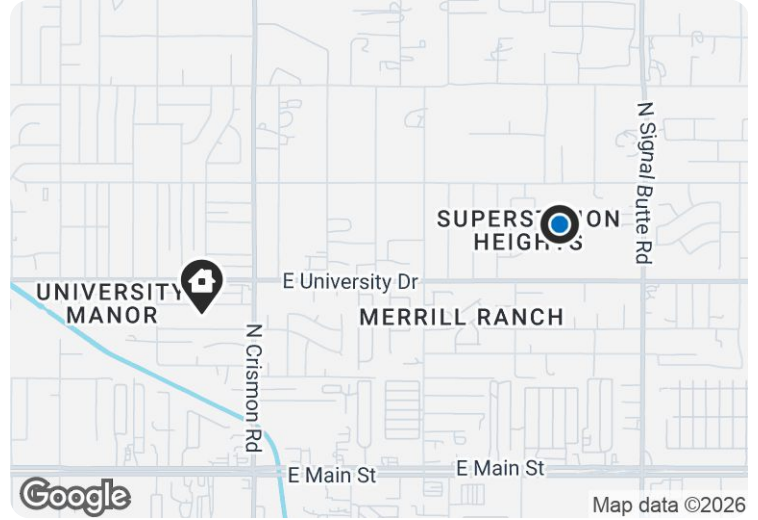 N Signal Butte Rd
SUPERSTITION
HEIGHTS
E University Dr
UNIVERSITY
MANOR
MERRILL RANCH
N Crismon Rd
E Main St
E Main St
Google
Map data ©2026